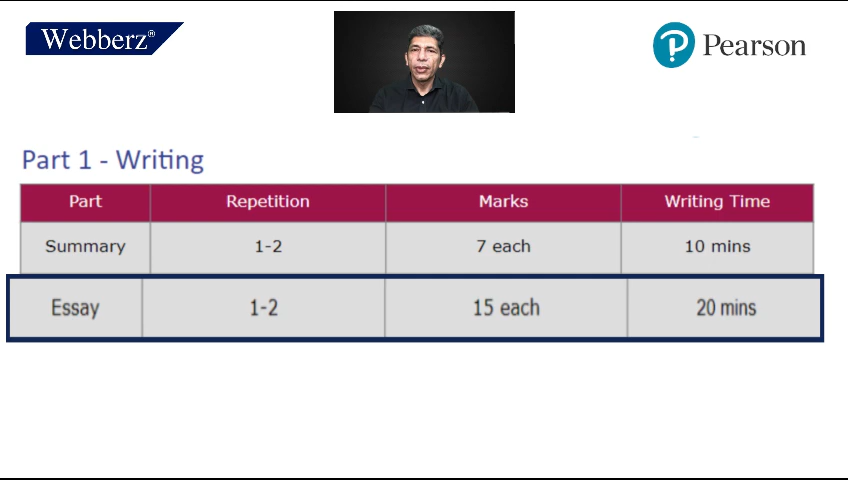 Webberz®
Pearson
Part 1 - Writing
Part Repetition Marks Writing Time
Summary 1-2 7 each 10 mins
Essay 1-2 15 each 20 mins